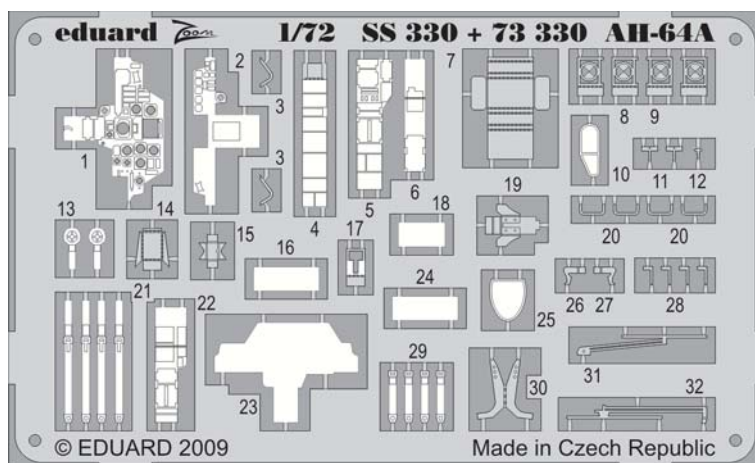 eduard Zoom 1/72 SS 330 + 73 330 AH-64A
1 2 3 3 4 5 6 7 8 9 10 11 12
13 14 15 16 17 18 19 20 20
21 22 23 24 25 26 27 28
29 30 31 32
© EDUARD 2009 Made in Czech Republic